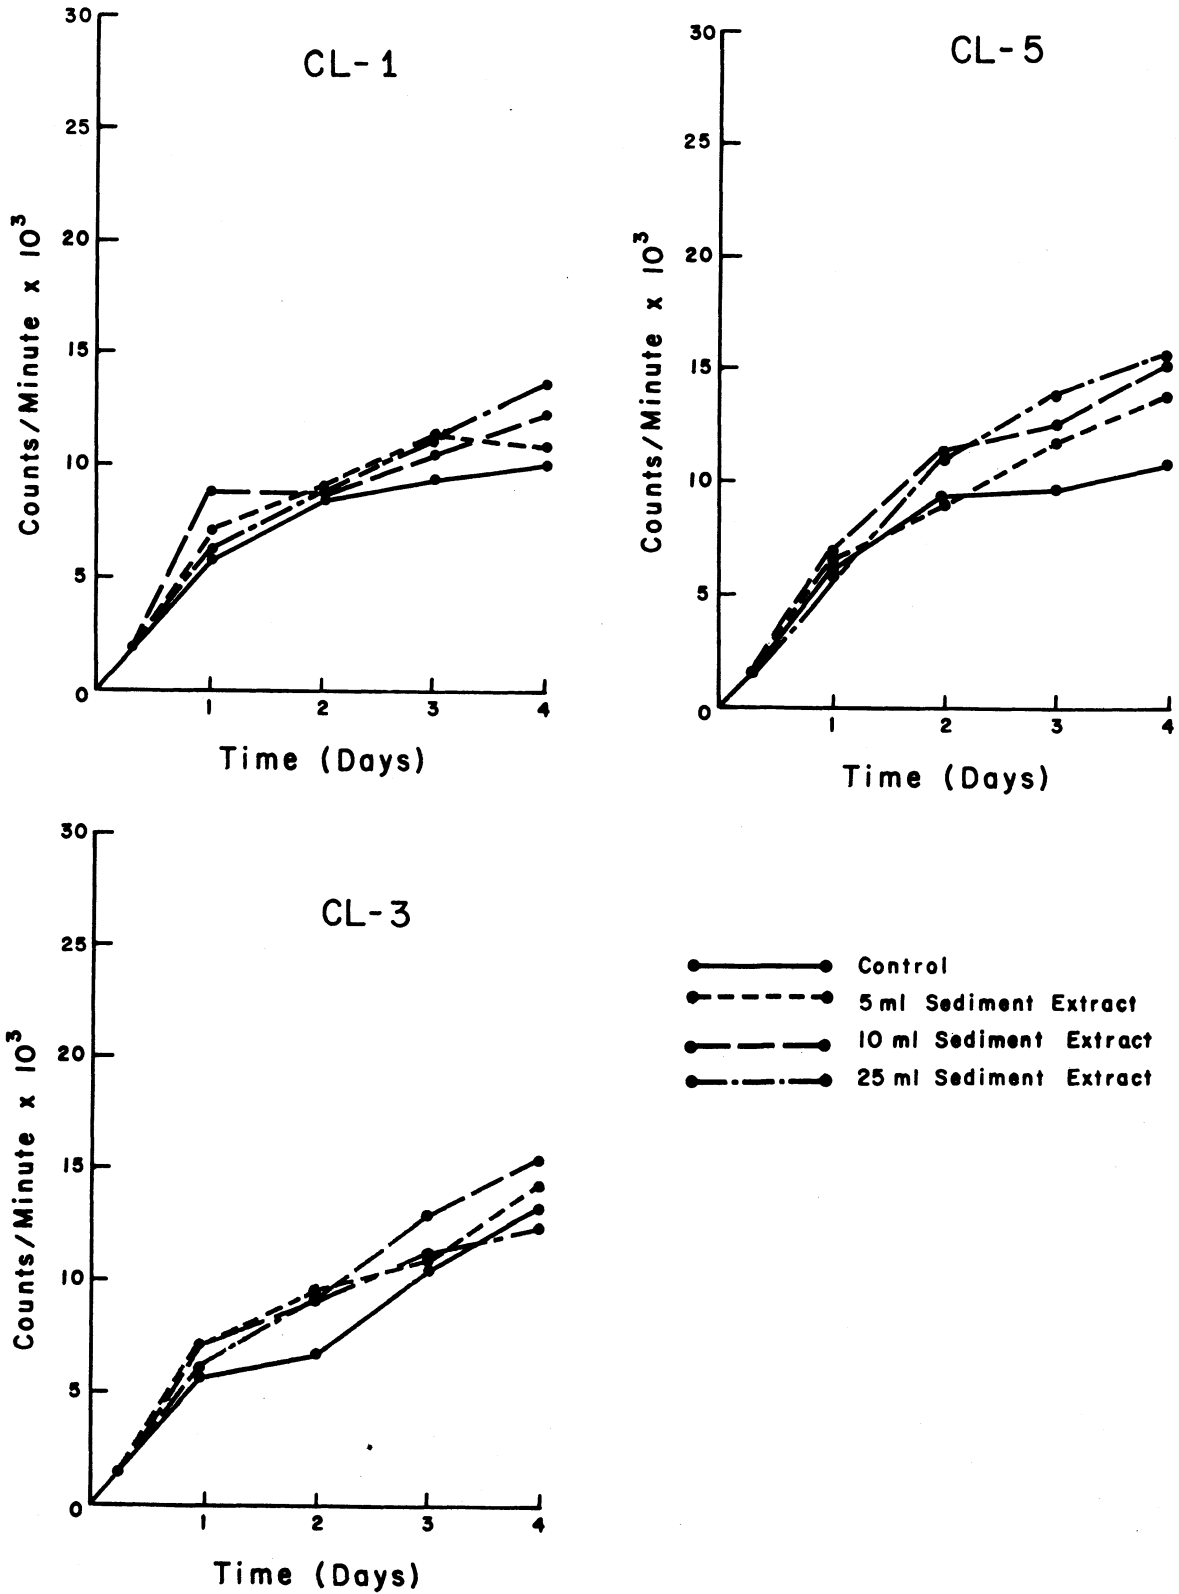 CL-1
30
25
20
15
10
5
0
1 2 3 4
Counts/Minute x 10³
Time (Days)
CL-5
30
25
20
15
10
5
0
1 2 3 4
Counts/Minute x 10³
Time (Days)
CL-3
30
25
20
15
10
5
0
1 2 3 4
Counts/Minute x 10³
Time (Days)
Control
5 ml Sediment Extract
10 ml Sediment Extract
25 ml Sediment Extract